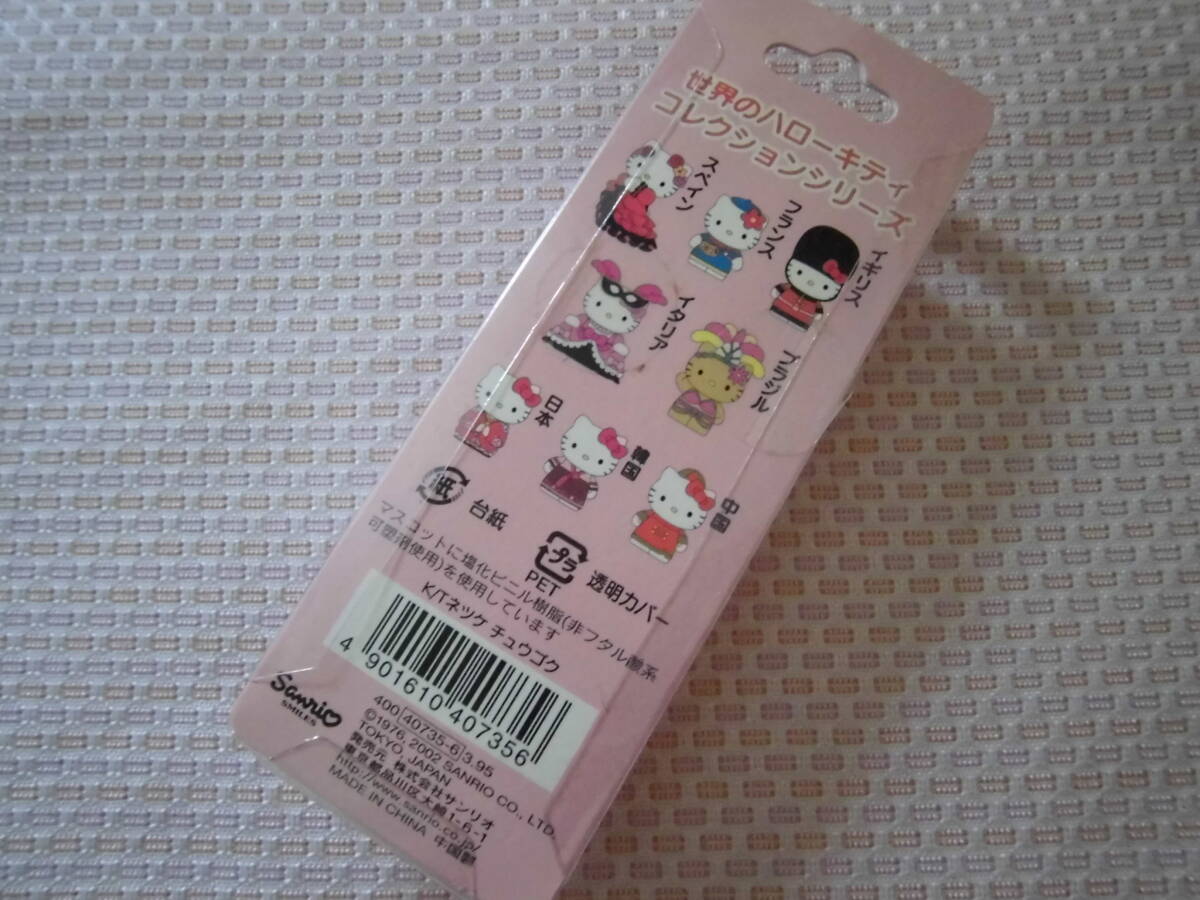 世界のハローキティ
コレクションシリーズ
スペイン
フランス
イギリス
イタリア
ブラジル
日本
韓国
中国
紙
台紙
プラ
PET
透明カバー
マスコットに塩化ビニル樹脂(非フタル酸系
可塑剤使用)を使用しています
K/Tネツケ チュウゴク
4 901610 407356
Sanrio
SMILES
400 40735-6 3.95
©1976, 2002 SANRIO CO., LTD.
TOKYO, JAPAN
発売元 株式会社サンリオ
東京都品川区大崎1-6-1
http://www.sanrio.co.jp/
MADE IN CHINA 中国製